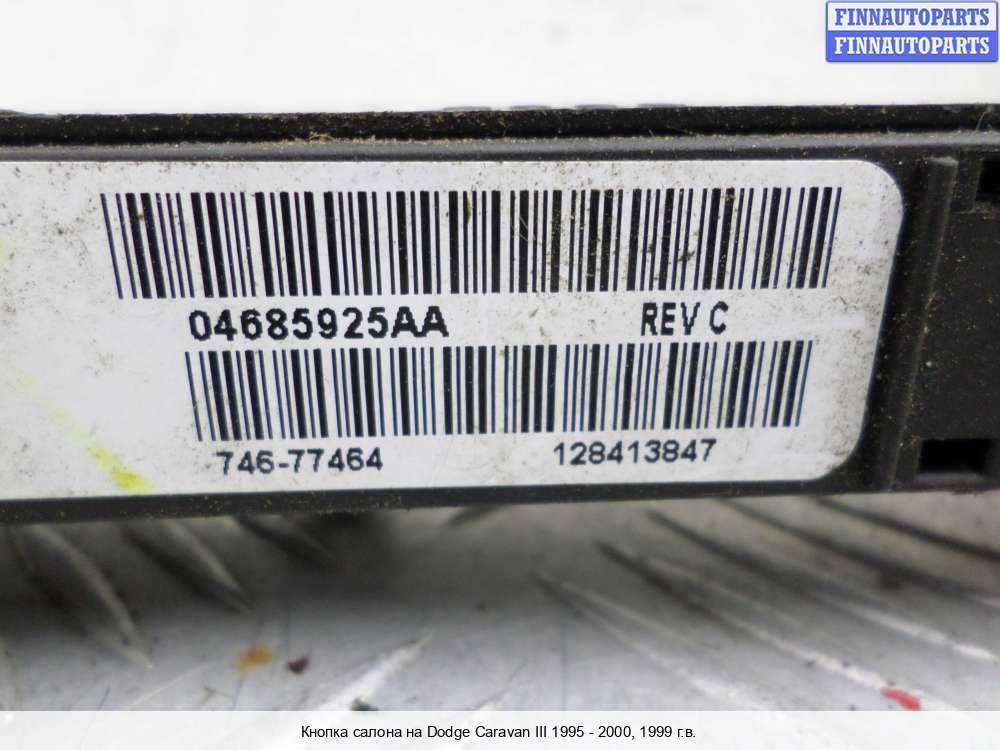 FINNAUTOPARTS
FINNAUTOPARTS
04685925AA REV C
746-77464 128413847
Кнопка салона на Dodge Caravan III 1995 - 2000, 1999 г.в.